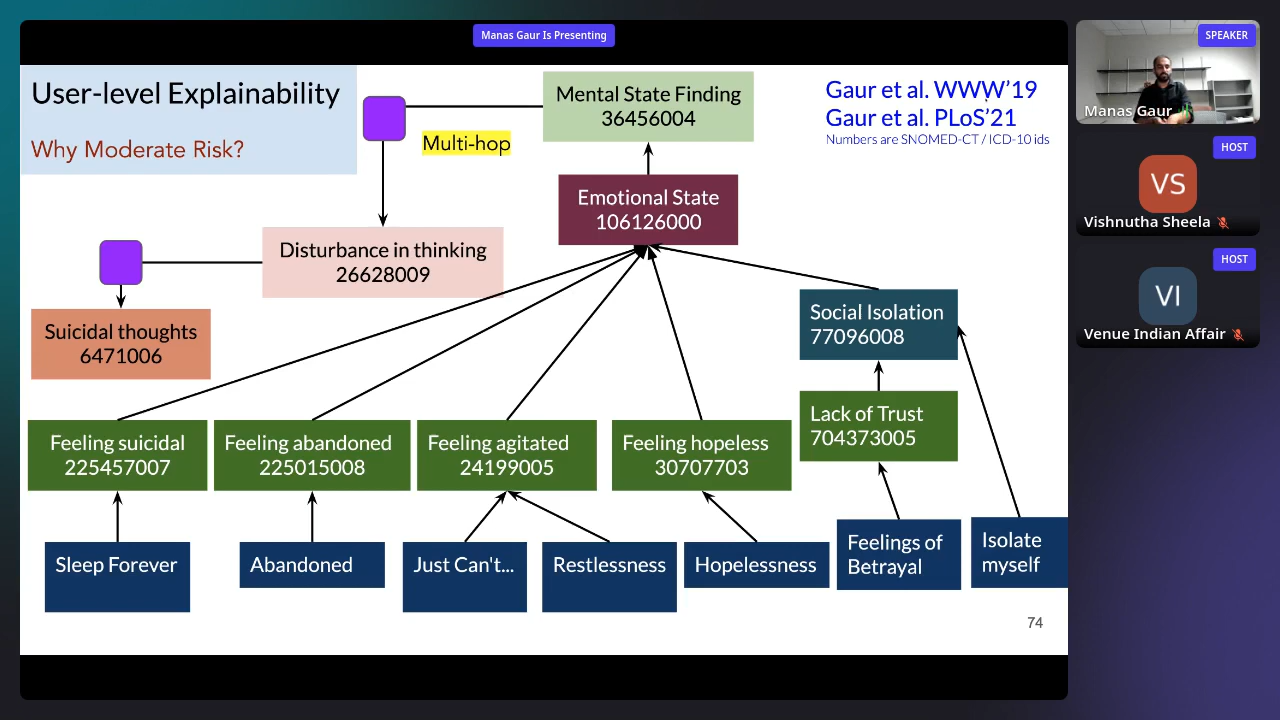 Manas Gaur Is Presenting
User-level Explainability
Why Moderate Risk?
Mental State Finding
36456004
Multi-hop
Gaur et al. WWW’19
Gaur et al. PLoS’21
Numbers are SNOMED-CT / ICD-10 ids
Emotional State
106126000
Disturbance in thinking
26628009
Suicidal thoughts
6471006
Social Isolation
77096008
Lack of Trust
704373005
Feeling suicidal
225457007
Feeling abandoned
225015008
Feeling agitated
24199005
Feeling hopeless
30707703
Sleep Forever
Abandoned
Just Can't...
Restlessness
Hopelessness
Feelings of
Betrayal
Isolate
myself
74
SPEAKER
Manas Gaur
HOST
VS
Vishnutha Sheela
HOST
VI
Venue Indian Affair